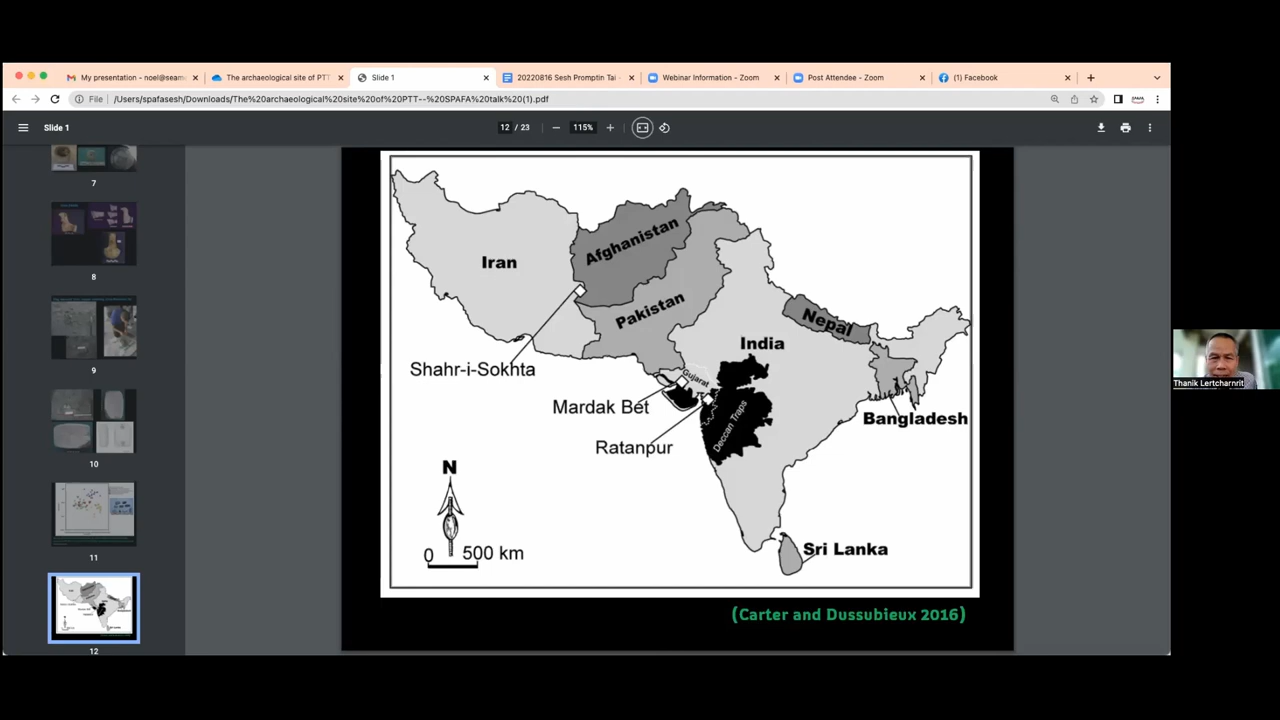 My presentation - noel@seam
The archaeological site of PTT
Slide 1
20220816 Sesh Promptin Tai -
Webinar Information - Zoom
Post Attendee - Zoom
(1) Facebook
File
/Users/spafasesh/Downloads/The%20archaeological%20site%20of%20PTT--%20SPAFA%20talk%20(1).pdf
Slide 1
12 / 23
115%
7
8
9
10
11
12
Iran
Afghanistan
Pakistan
Nepal
India
Shahr-i-Sokhta
Gujarat
Mardak Bet
Deccan Traps
Bangladesh
Ratanpur
N
0 500 km
Sri Lanka
(Carter and Dussubieux 2016)
Thanik Lertcharnrit